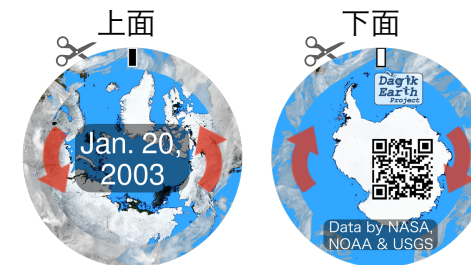 上面
下面
Jan. 20,
2003
Dagik
Earth
Project
Data by NASA,
NOAA & USGS